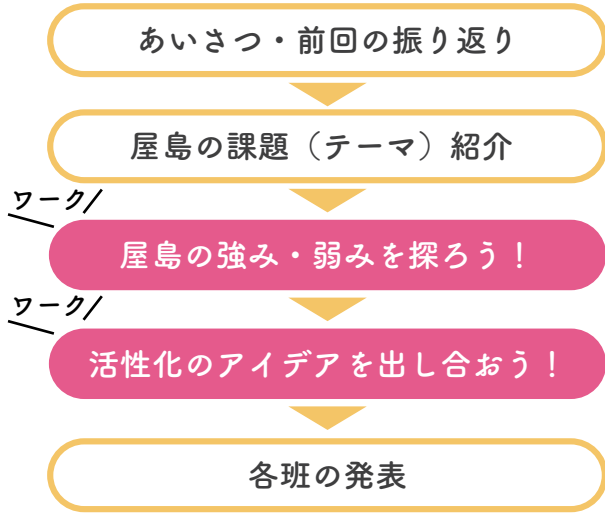 あいさつ・前回の振り返り
屋島の課題（テーマ）紹介
ワーク
屋島の強み・弱みを探ろう！
ワーク
活性化のアイデアを出し合おう！
各班の発表